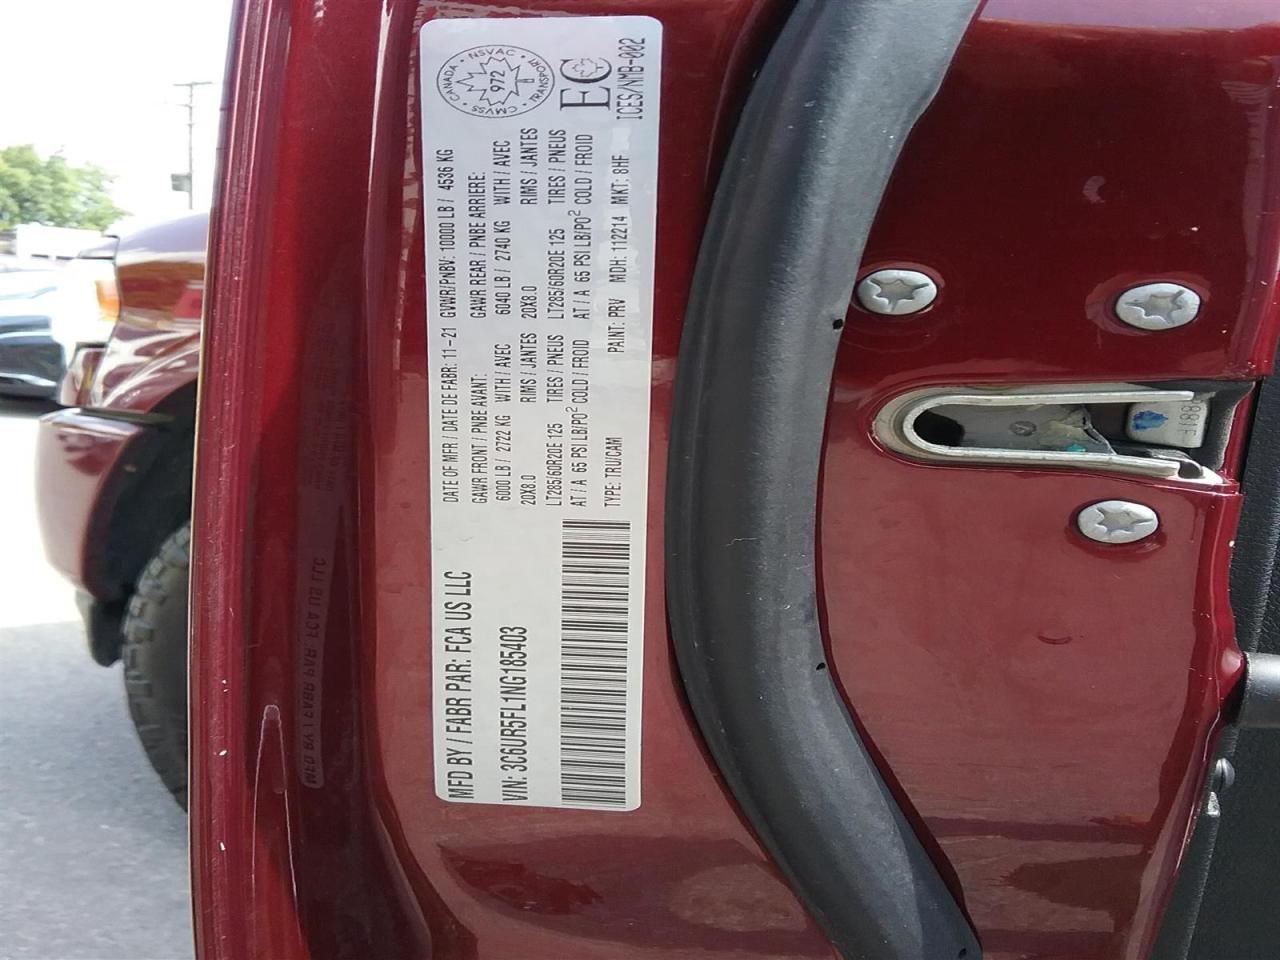 MFD BY / FABR PAR: FCA US LLC
DATE OF MFR / DATE DE FABR: 11-21
GVWR/PNBV: 10000 LB / 4536 KG
VIN: 3C6UR5FL1NG185403
GAWR FRONT / PNBE AVANT:
6000 LB / 2722 KG WITH / AVEC
20X8.0 RIMS / JANTES
LT285/60R20E 125 TIRES / PNEUS
AT / A 65 PSI LB/PO2 COLD / FROID
GAWR REAR / PNBE ARRIERE:
6040 LB / 2740 KG WITH / AVEC
20X8.0 RIMS / JANTES
LT285/60R20E 125 TIRES / PNEUS
AT / A 65 PSI LB/PO2 COLD / FROID
TYPE: TRU/CAM PAINT: PRV MDH: 112214 MKT: 8HF
CANADA · NSVAC · TRANSPORT · CMVSS
972
EC
ICES/NMB-002
881F